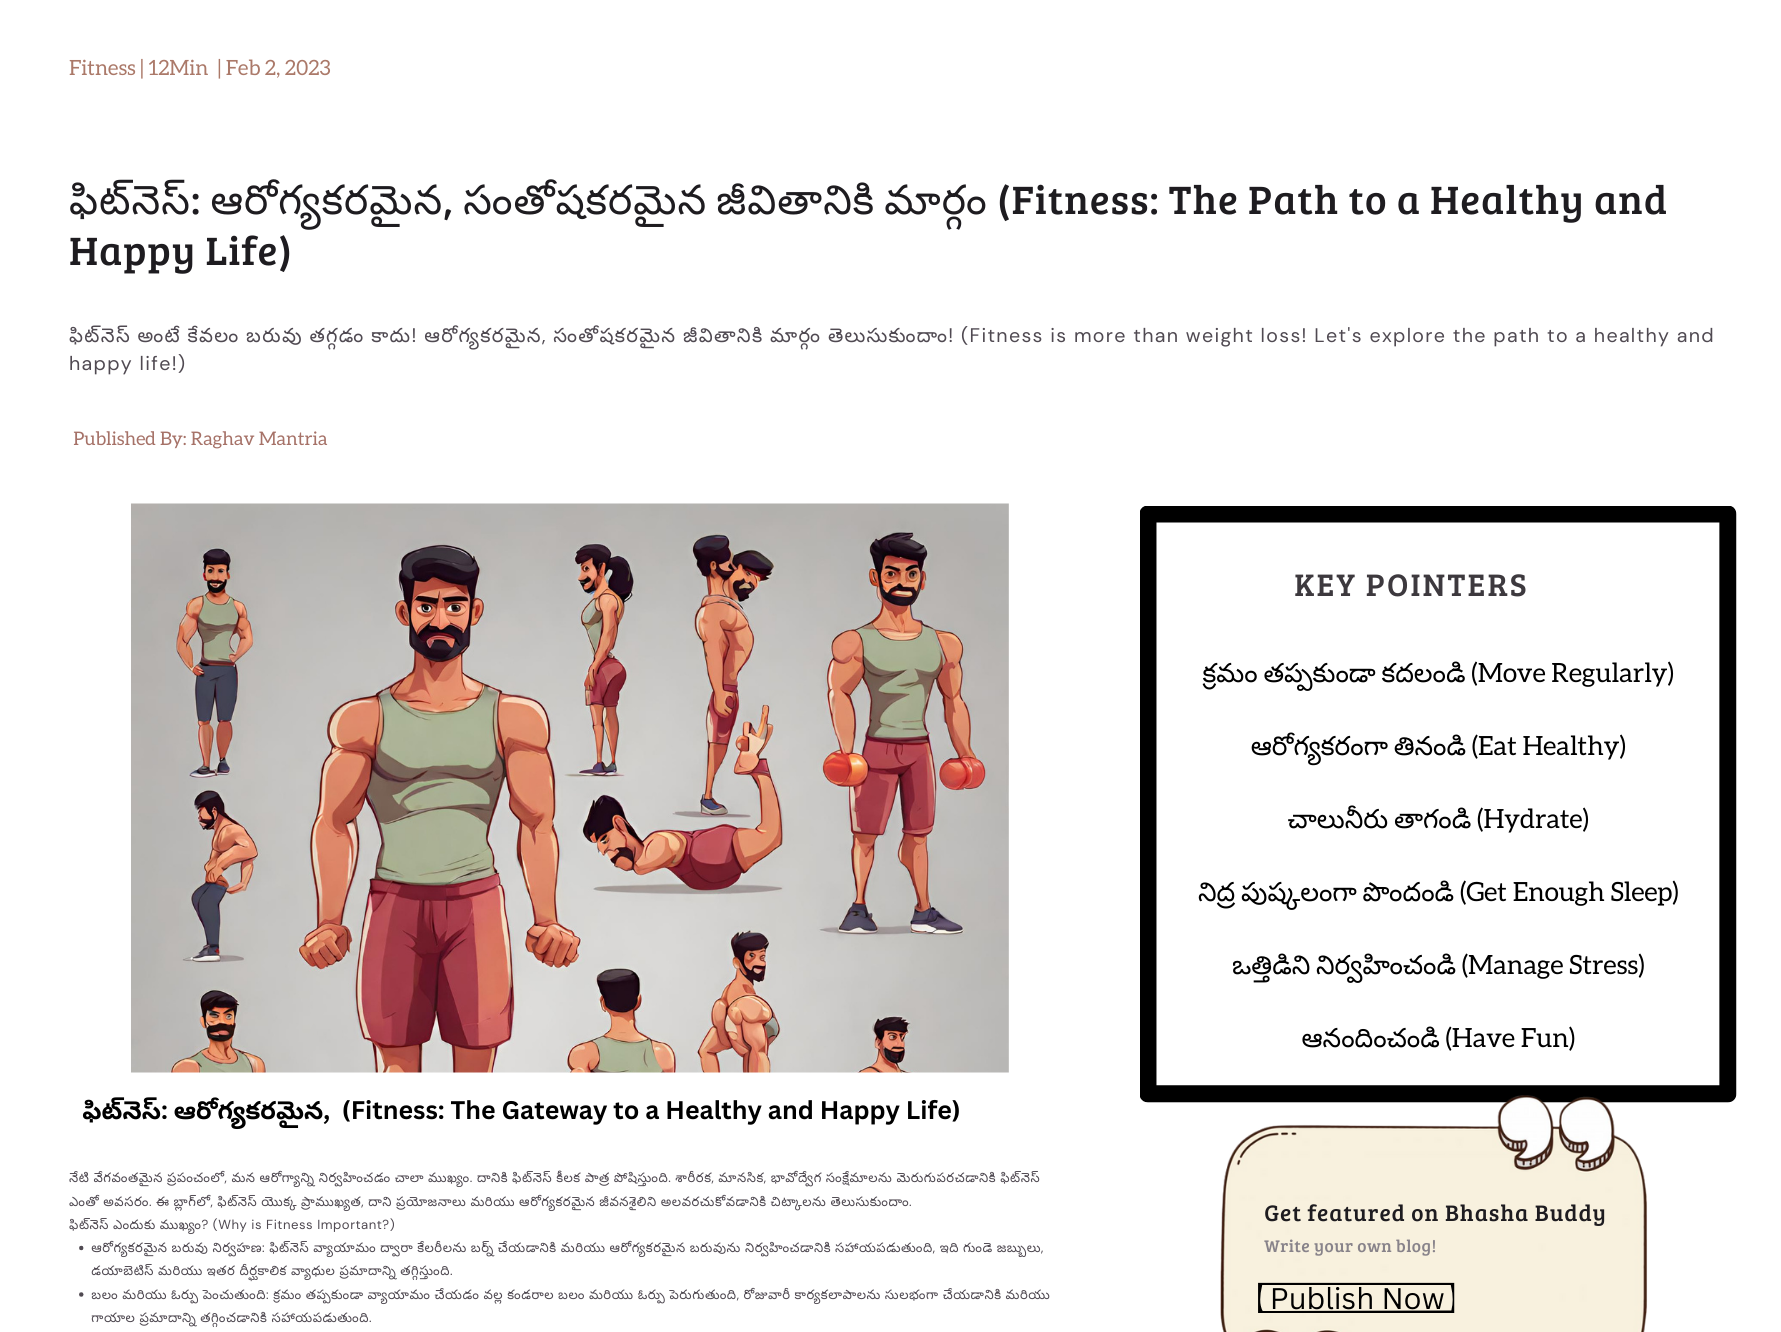 Fitness | 12Min | Feb 2, 2023
ఫిట్‌నెస్: ఆరోగ్యకరమైన, సంతోషకరమైన జీవితానికి మార్గం (Fitness: The Path to a Healthy and
Happy Life)
ఫిట్‌నెస్ అంటే కేవలం బరువు తగ్గడం కాదు! ఆరోగ్యకరమైన, సంతోషకరమైన జీవితానికి మార్గం తెలుసుకుందాం! (Fitness is more than weight loss! Let's explore the path to a healthy and
happy life!)
Published By: Raghav Mantria
ఫిట్‌నెస్: ఆరోగ్యకరమైన, (Fitness: The Gateway to a Healthy and Happy Life)
నేటి వేగవంతమైన ప్రపంచంలో, మన ఆరోగ్యాన్ని నిర్వహించడం చాలా ముఖ్యం. దానికి ఫిట్‌నెస్ కీలక పాత్ర పోషిస్తుంది. శారీరక, మానసిక, భావోద్వేగ సంక్షేమాలను మెరుగుపరచడానికి ఫిట్‌నెస్
ఎంతో అవసరం. ఈ బ్లాగ్‌లో, ఫిట్‌నెస్ యొక్క ప్రాముఖ్యత, దాని ప్రయోజనాలు మరియు ఆరోగ్యకరమైన జీవనశైలిని అలవరచుకోవడానికి చిట్కాలను తెలుసుకుందాం.
ఫిట్‌నెస్ ఎందుకు ముఖ్యం? (Why is Fitness Important?)
• ఆరోగ్యకరమైన బరువు నిర్వహణ: ఫిట్‌నెస్ వ్యాయామం ద్వారా కేలరీలను బర్న్ చేయడానికి మరియు ఆరోగ్యకరమైన బరువును నిర్వహించడానికి సహాయపడుతుంది, ఇది గుండె జబ్బులు,
డయాబెటిస్ మరియు ఇతర దీర్ఘకాలిక వ్యాధుల ప్రమాదాన్ని తగ్గిస్తుంది.
• బలం మరియు ఓర్పు పెంచుతుంది: క్రమం తప్పకుండా వ్యాయామం చేయడం వల్ల కండరాల బలం మరియు ఓర్పు పెరుగుతుంది, రోజువారీ కార్యకలాపాలను సులభంగా చేయడానికి మరియు
గాయాల ప్రమాదాన్ని తగ్గించడానికి సహాయపడుతుంది.
KEY POINTERS
క్రమం తప్పకుండా కదలండి (Move Regularly)
ఆరోగ్యకరంగా తినండి (Eat Healthy)
చాలునీరు తాగండి (Hydrate)
నిద్ర పుష్కలంగా పొందండి (Get Enough Sleep)
ఒత్తిడిని నిర్వహించండి (Manage Stress)
ఆనందించండి (Have Fun)
Get featured on Bhasha Buddy
Write your own blog!
Publish Now